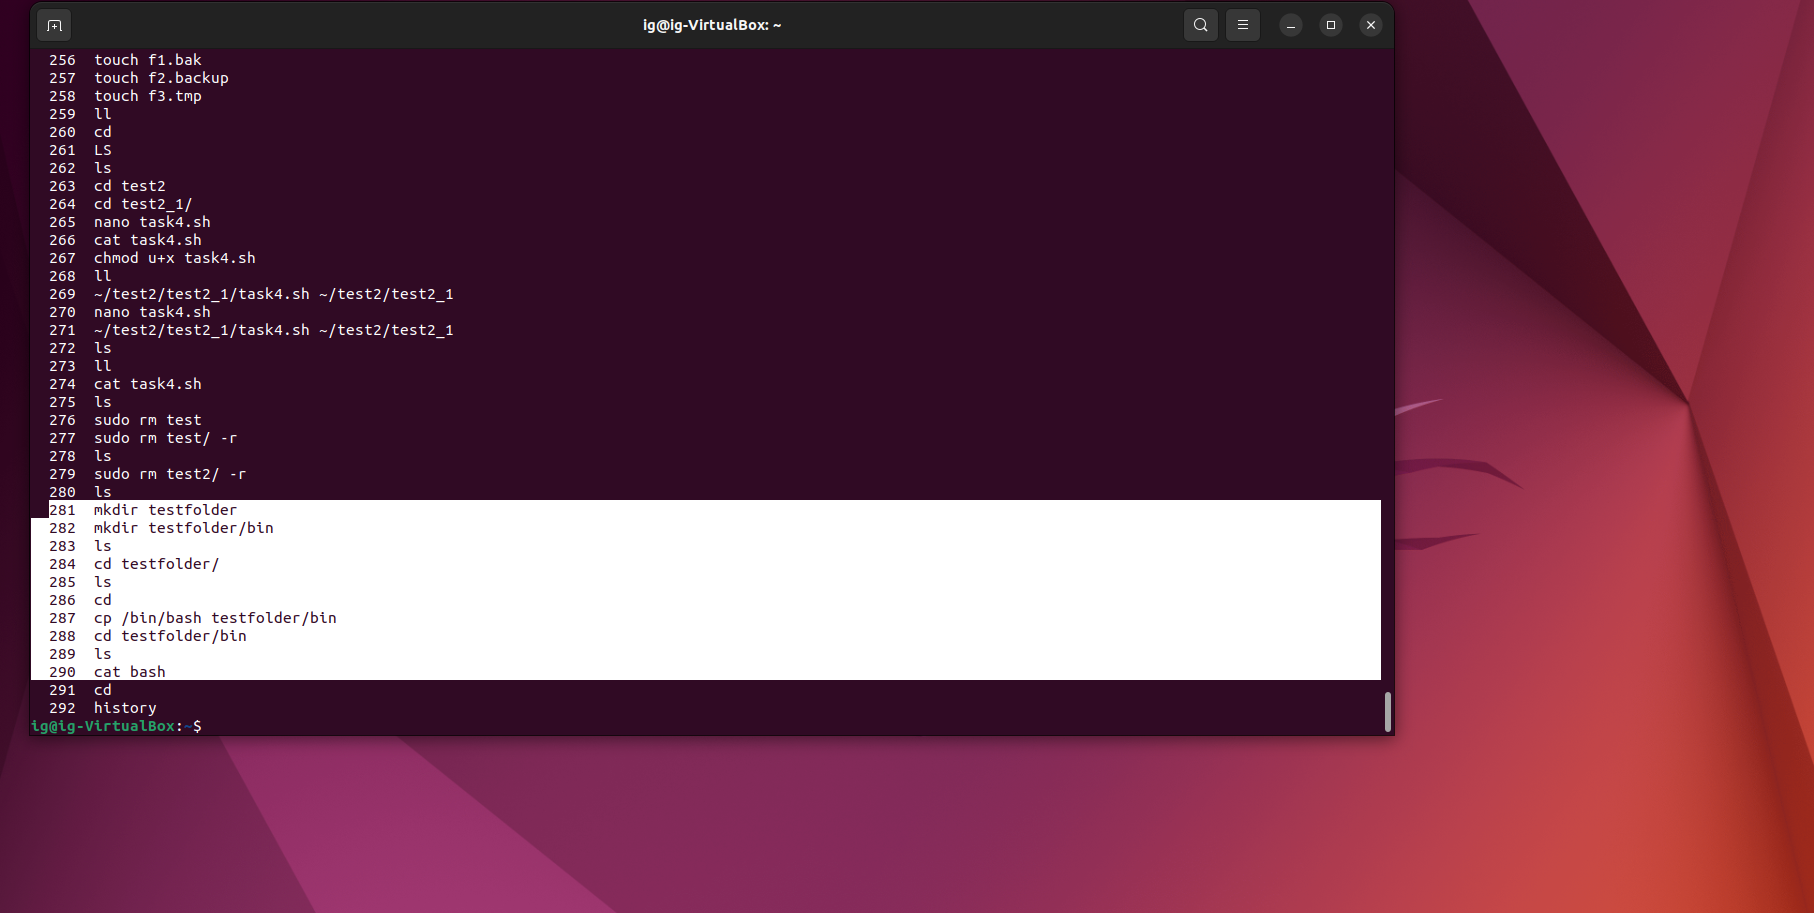 ig@ig-VirtualBox: ~
256 touch f1.bak
257 touch f2.backup
258 touch f3.tmp
259 ll
260 cd
261 LS
262 ls
263 cd test2
264 cd test2_1/
265 nano task4.sh
266 cat task4.sh
267 chmod u+x task4.sh
268 ll
269 ~/test2/test2_1/task4.sh ~/test2/test2_1
270 nano task4.sh
271 ~/test2/test2_1/task4.sh ~/test2/test2_1
272 ls
273 ll
274 cat task4.sh
275 ls
276 sudo rm test
277 sudo rm test/ -r
278 ls
279 sudo rm test2/ -r
280 ls
281 mkdir testfolder
282 mkdir testfolder/bin
283 ls
284 cd testfolder/
285 ls
286 cd
287 cp /bin/bash testfolder/bin
288 cd testfolder/bin
289 ls
290 cat bash
291 cd
292 history
ig@ig-VirtualBox:~$